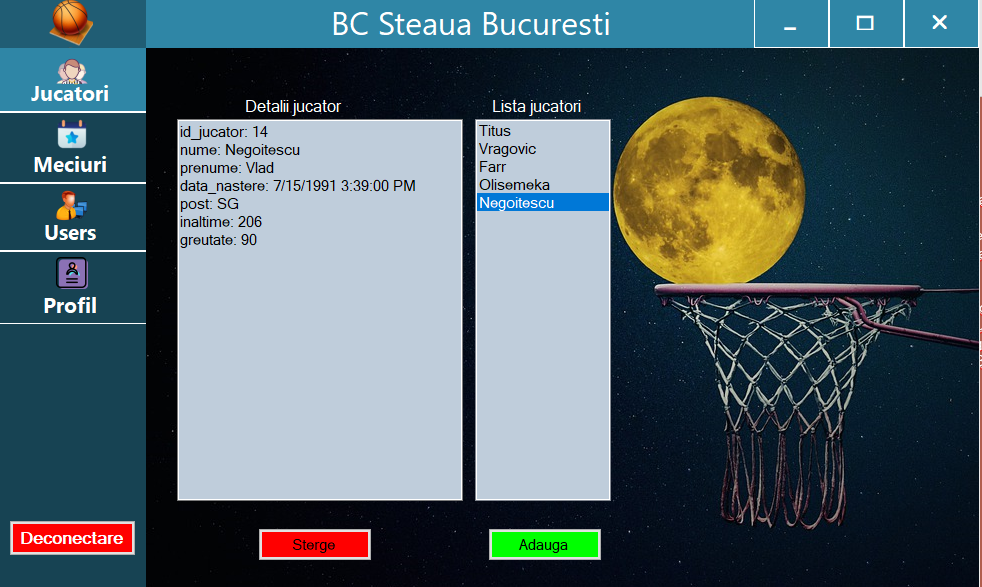 BC Steaua Bucuresti
Jucatori
Meciuri
Users
Profil
Deconectare
Detalii jucator
id_jucator: 14
nume: Negoitescu
prenume: Vlad
data_nastere: 7/15/1991 3:39:00 PM
post: SG
inaltime: 206
greutate: 90
Sterge
Lista jucatori
Titus
Vragovic
Farr
Olisemeka
Negoitescu
Adauga